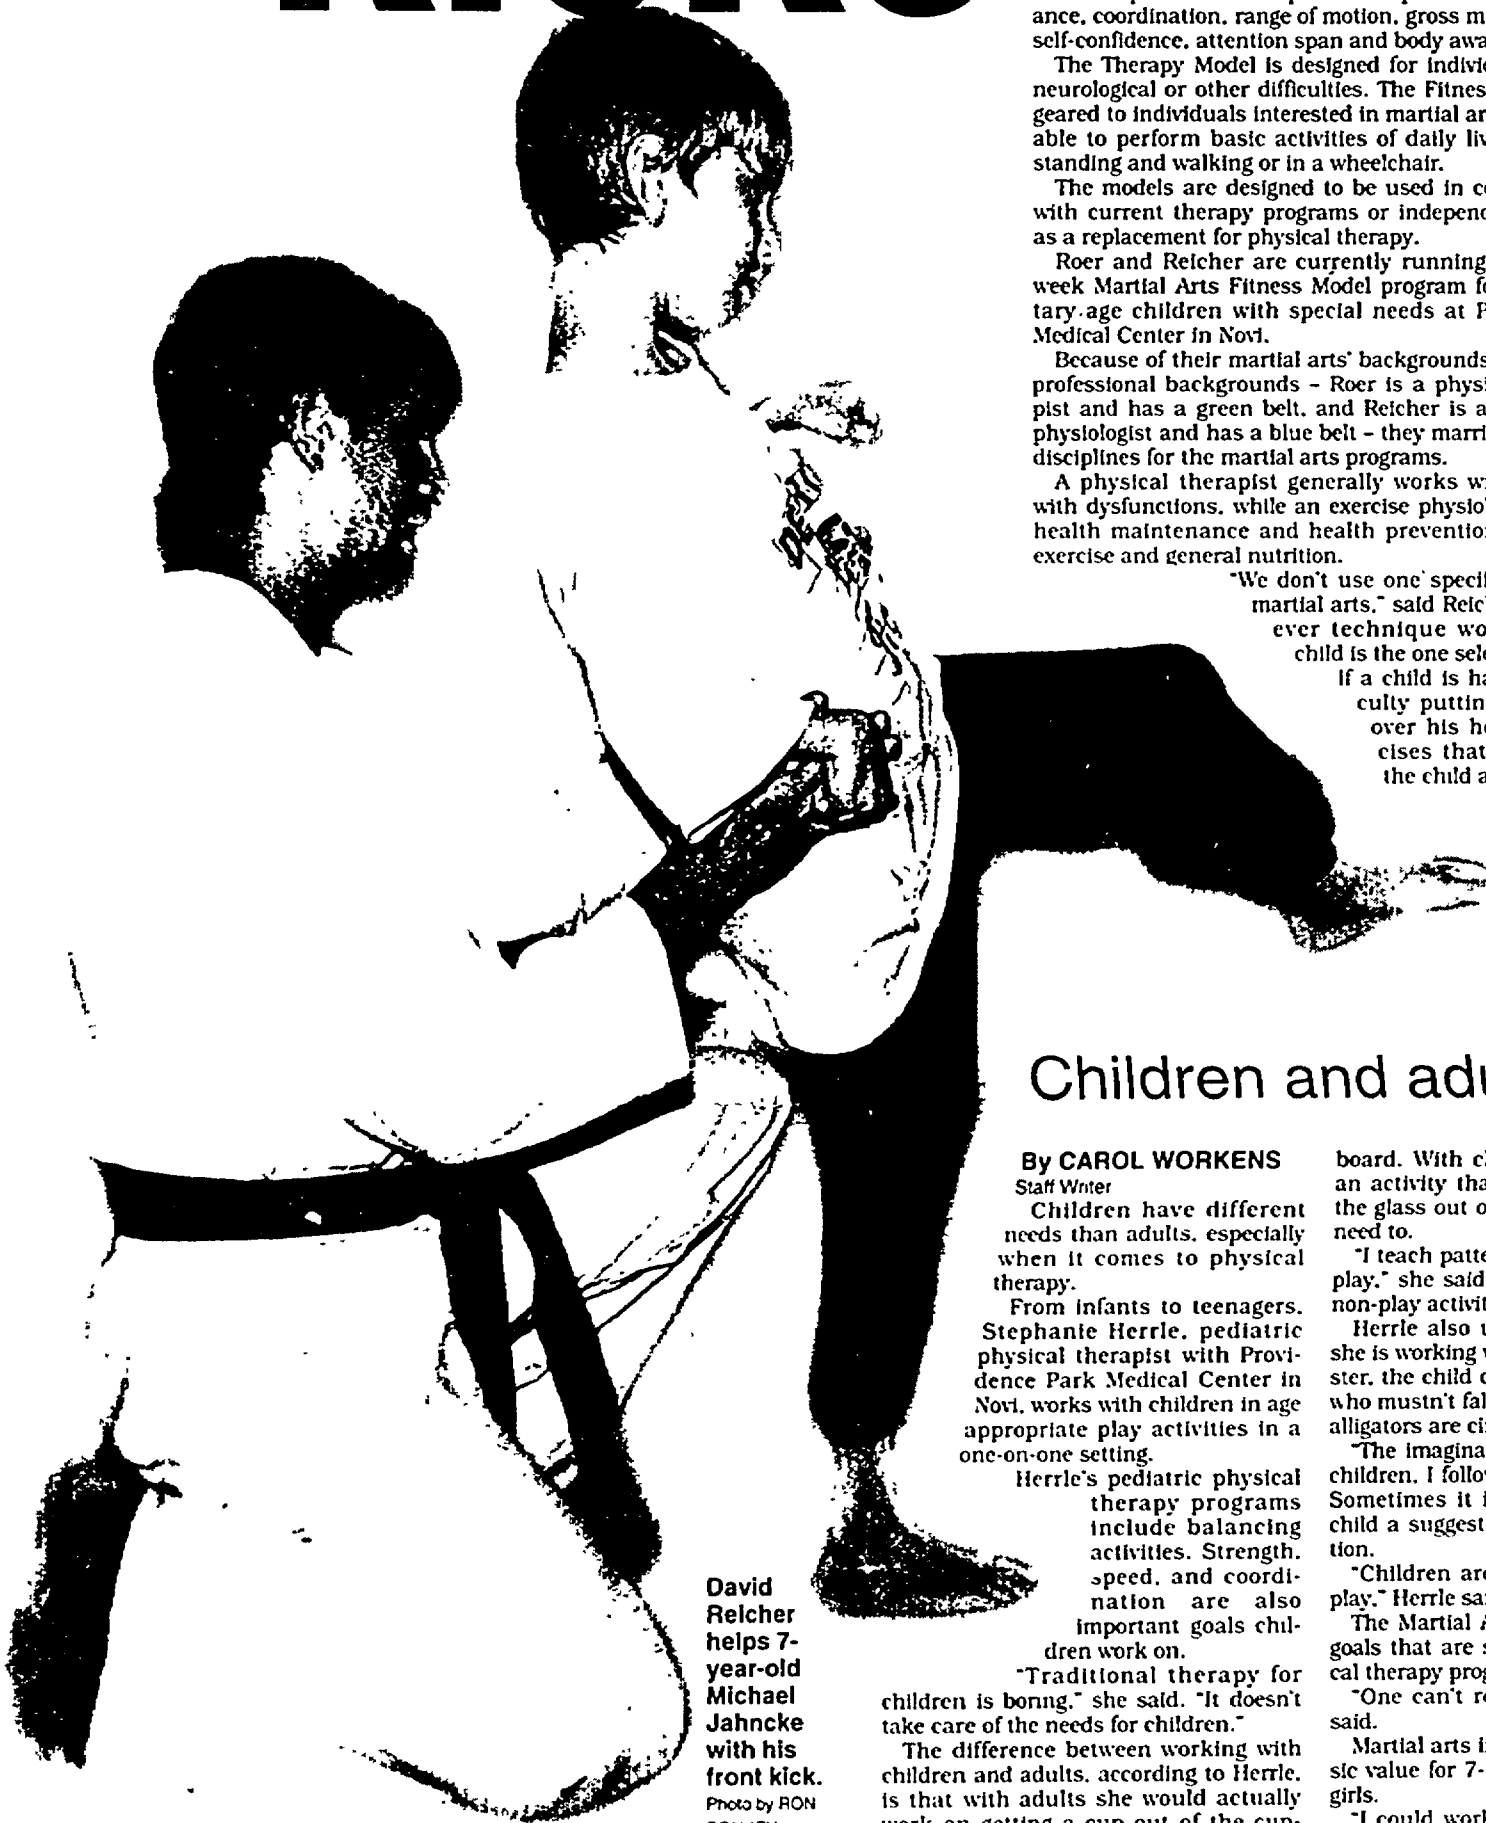 ance, coordination, range of motion, gross m
self-confidence, attention span and body awa
The Therapy Model is designed for indivi
neurological or other difficulties. The Fitnes
geared to individuals interested in martial ar
able to perform basic activities of daily liv
standing and walking or in a wheelchair.
The models are designed to be used in c
with current therapy programs or independ
as a replacement for physical therapy.
Roer and Reicher are currently running
week Martial Arts Fitness Model program f
tary-age children with special needs at P
Medical Center in Novi.
Because of their martial arts' backgrounds
professional backgrounds – Roer is a physi
pist and has a green belt, and Reicher is a
physiologist and has a blue belt – they marri
disciplines for the martial arts programs.
A physical therapist generally works w
with dysfunctions, while an exercise physio
health maintenance and health preventio
exercise and general nutrition.
"We don't use one specif
martial arts," said Reic
ever technique wo
child is the one sel
If a child is ha
culty puttin
over his h
cises that
the child a
Children and adu
By CAROL WORKENS
Staff Writer
Children have different
needs than adults, especially
when it comes to physical
therapy.
From infants to teenagers,
Stephanie Herrle, pediatric
physical therapist with Provi-
dence Park Medical Center in
Novi, works with children in age
appropriate play activities in a
one-on-one setting.
Herrle's pediatric physical
therapy programs
include balancing
activities. Strength,
speed, and coordi-
nation are also
important goals chil-
dren work on.
"Traditional therapy for
children is boring," she said. "It doesn't
take care of the needs for children."
The difference between working with
children and adults, according to Herrle,
is that with adults she would actually
work on getting a cup out of the cup-
board. With c
an activity tha
the glass out o
need to.
"I teach patte
play," she said
non-play activit
Herrle also u
she is working
ster, the child
who mustn't fal
alligators are ci
"The imagina
children. I follo
Sometimes it i
child a suggest
tion.
"Children are
play," Herrle sa
The Martial
goals that are s
cal therapy prog
"One can't r
said.
Martial arts i
sic value for 7-
girls.
"I could work
David
Reicher
helps 7-
year-old
Michael
Jahncke
with his
front kick.
Photo by RON